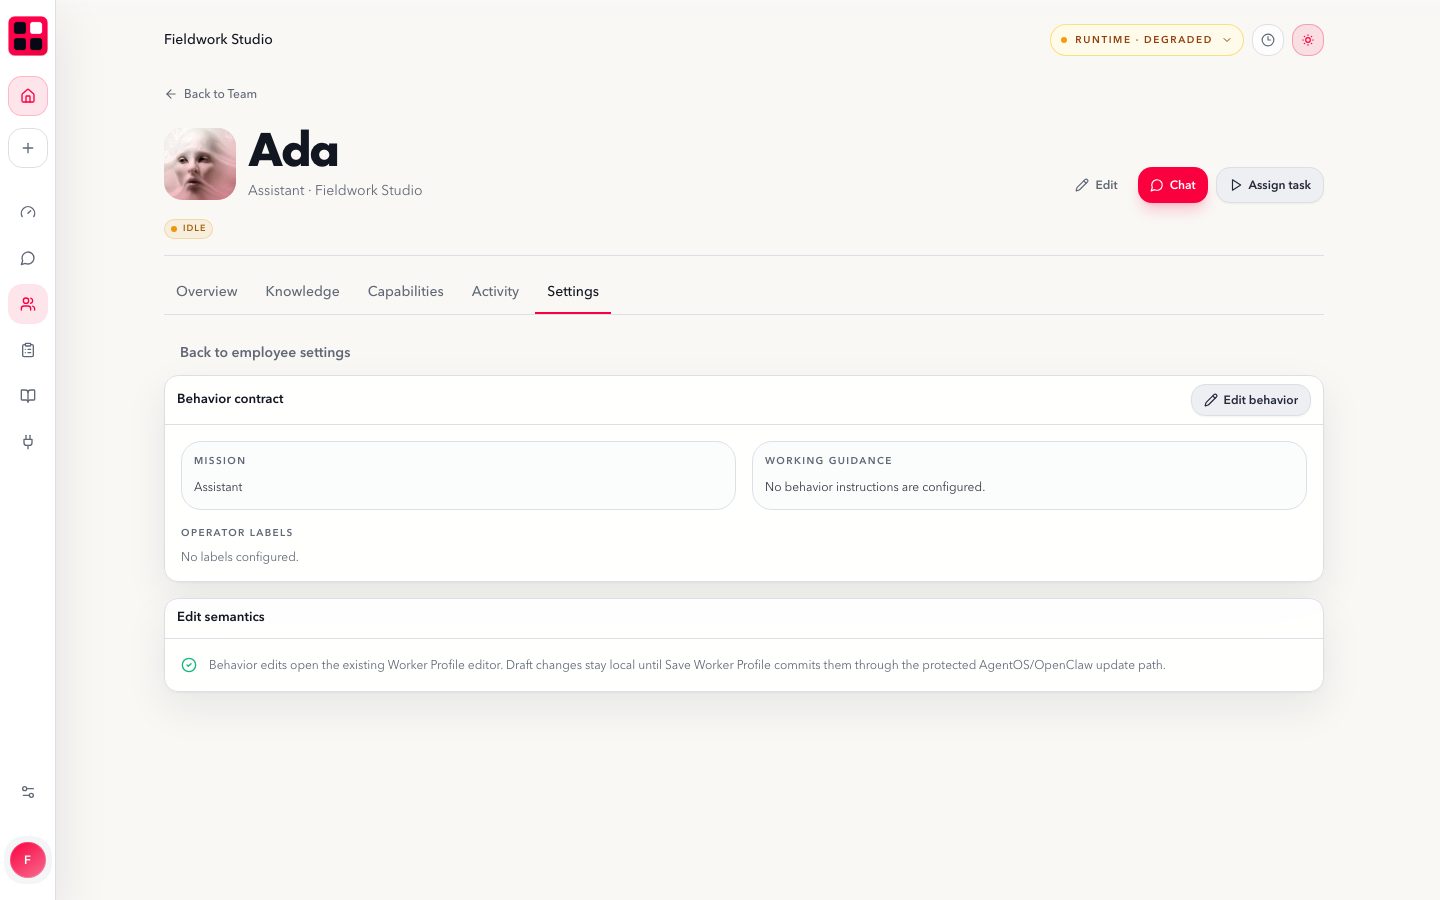 Fieldwork Studio
RUNTIME · DEGRADED
Back to Team
Ada
Assistant · Fieldwork Studio
Edit
Chat
Assign task
IDLE
Overview
Knowledge
Capabilities
Activity
Settings
Back to employee settings
Behavior contract
Edit behavior
MISSION
Assistant
WORKING GUIDANCE
No behavior instructions are configured.
OPERATOR LABELS
No labels configured.
Edit semantics
Behavior edits open the existing Worker Profile editor. Draft changes stay local until Save Worker Profile commits them through the protected AgentOS/OpenClaw update path.
F